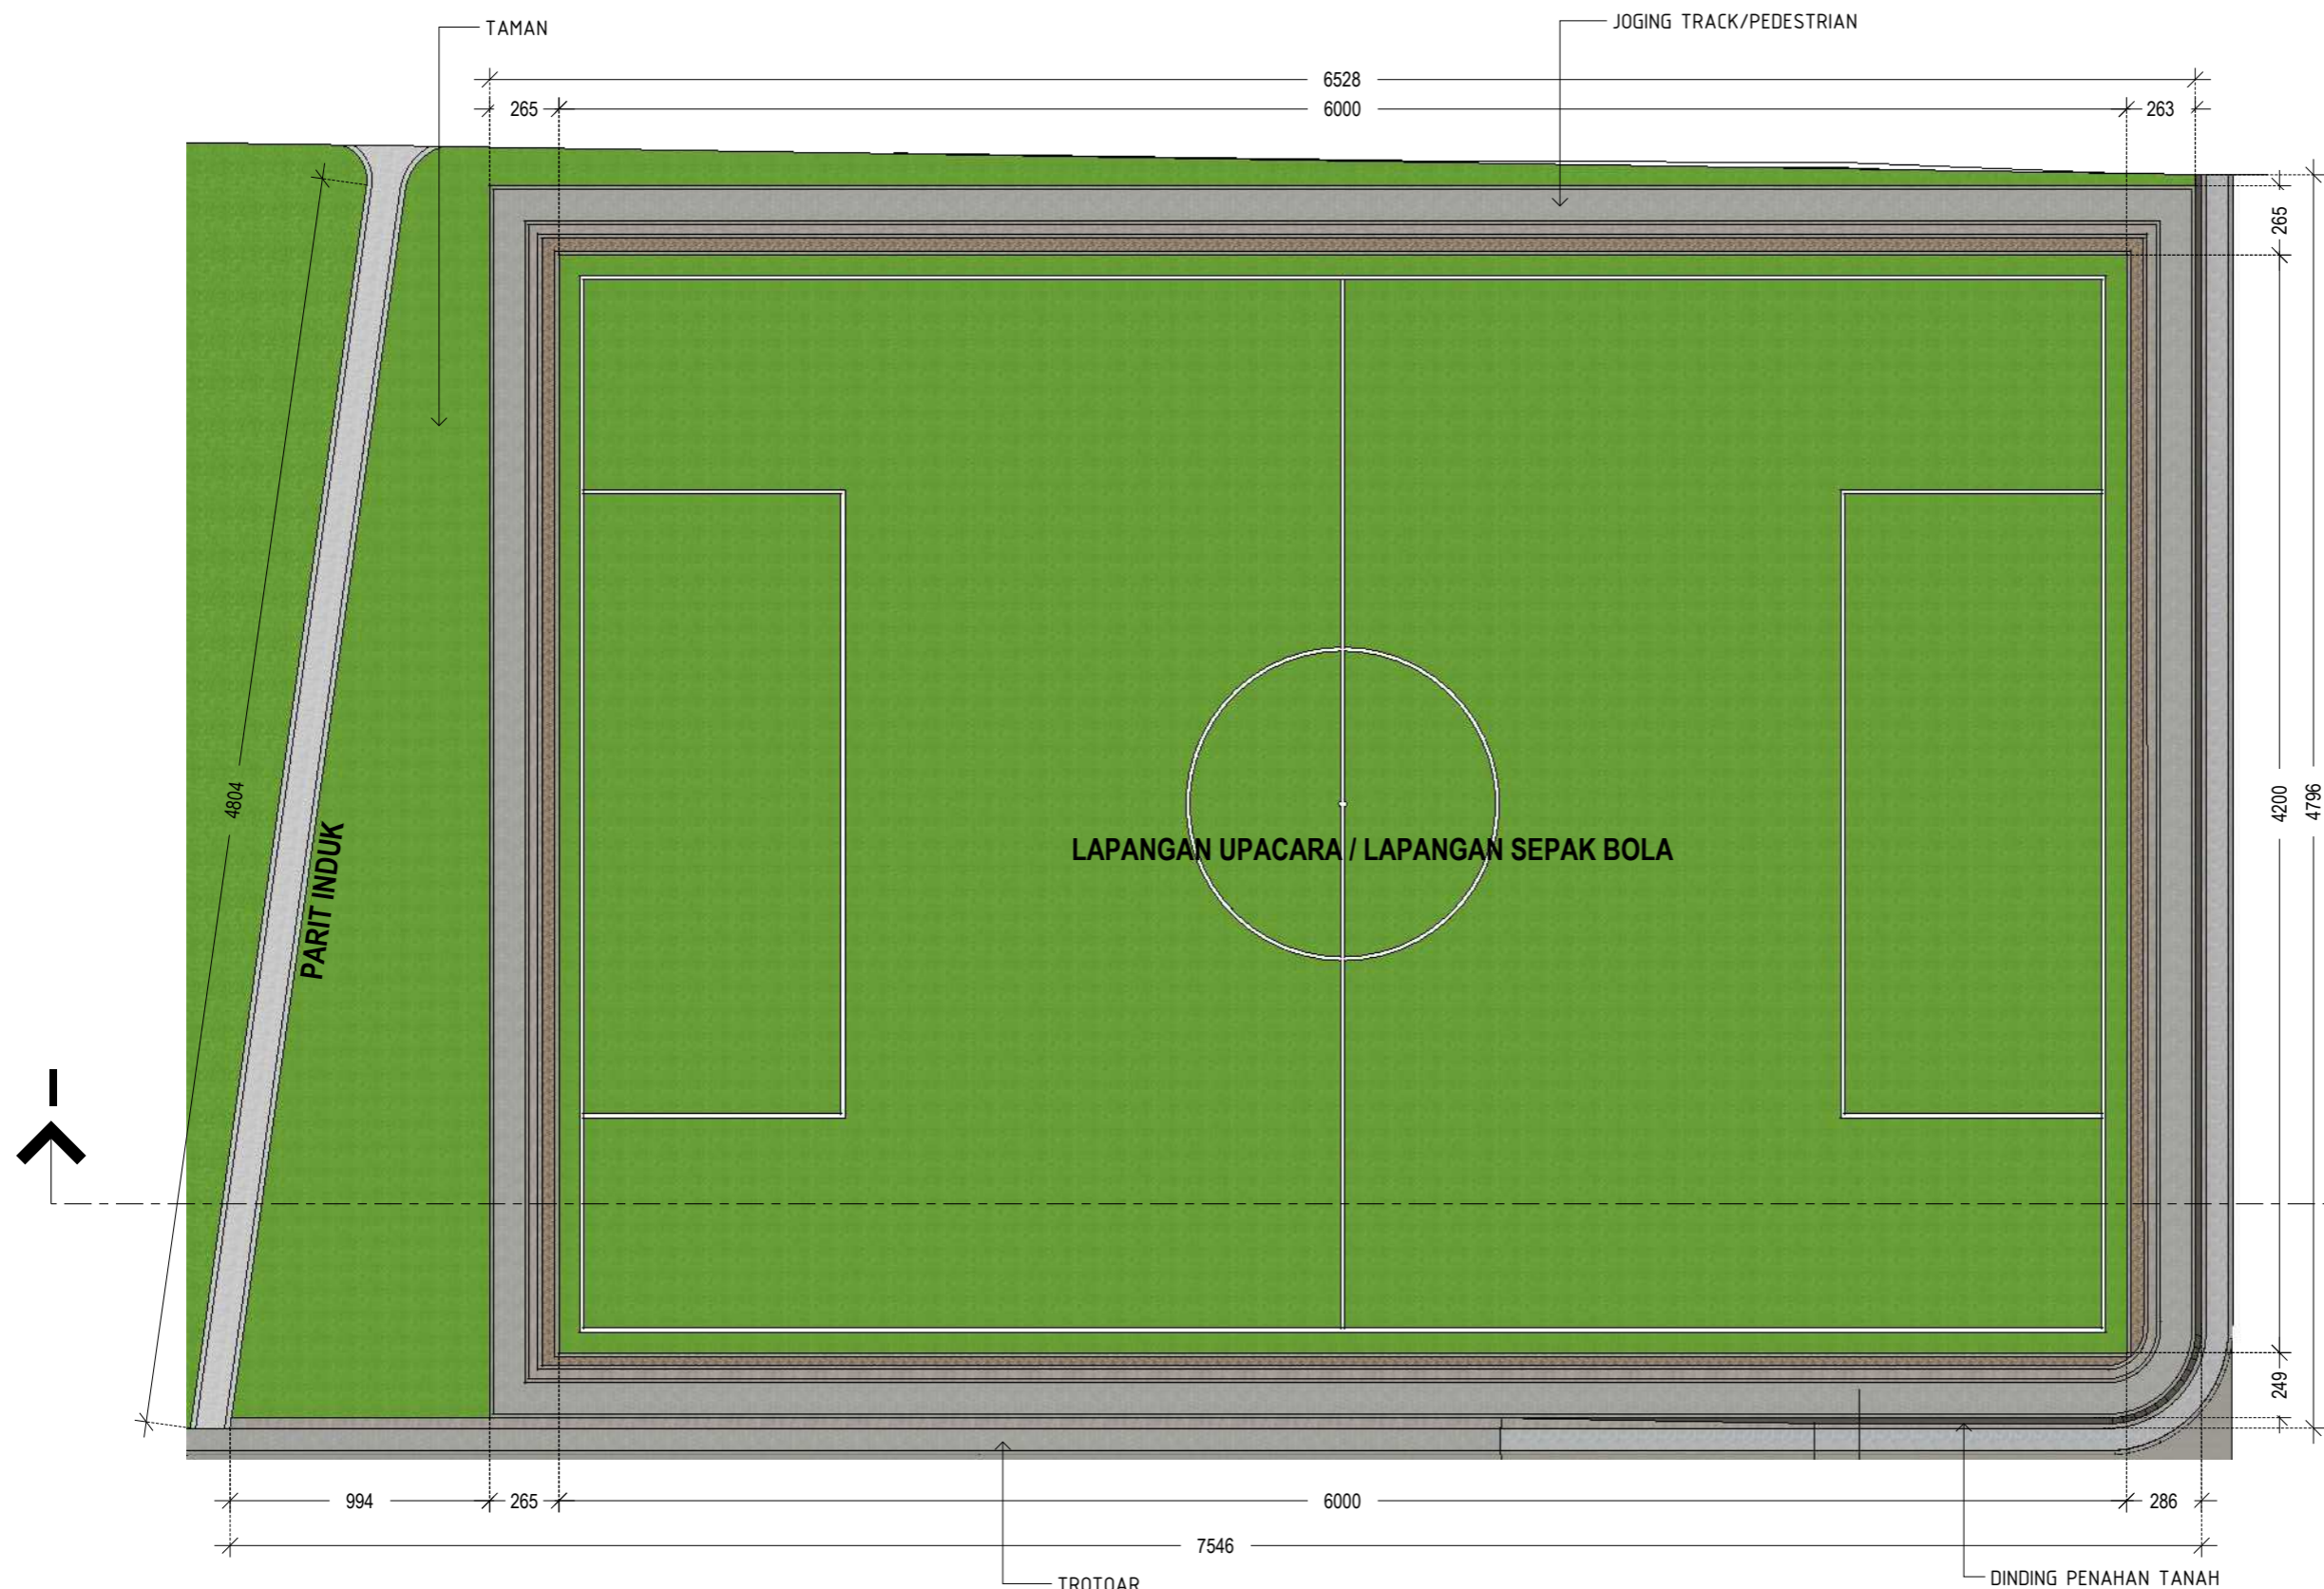 TAMAN
JOGING TRACK/PEDESTRIAN
6528
265
6000
263
265
4804
PARIT INDUK
LAPANGAN UPACARA / LAPANGAN SEPAK BOLA
4200
4796
I
249
994
265
6000
286
7546
TROTOAR
DINDING PENAHAN TANAH